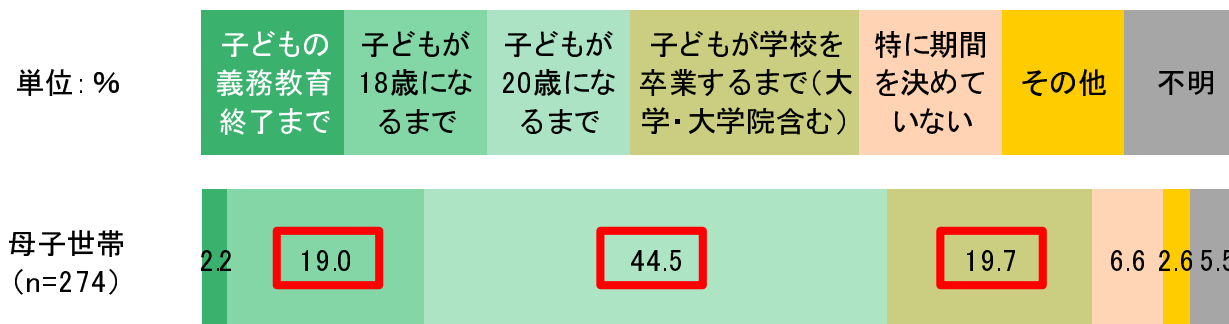 単位：％
子どもの
義務教育
終了まで
子どもが
18歳にな
るまで
子どもが
20歳にな
るまで
子どもが学校を
卒業するまで（大
学・大学院含む）
特に期間
を決めて
いない
その他
不明
母子世帯
（n=274）
2.2
19.0
44.5
19.7
6.6
2.6
5.5